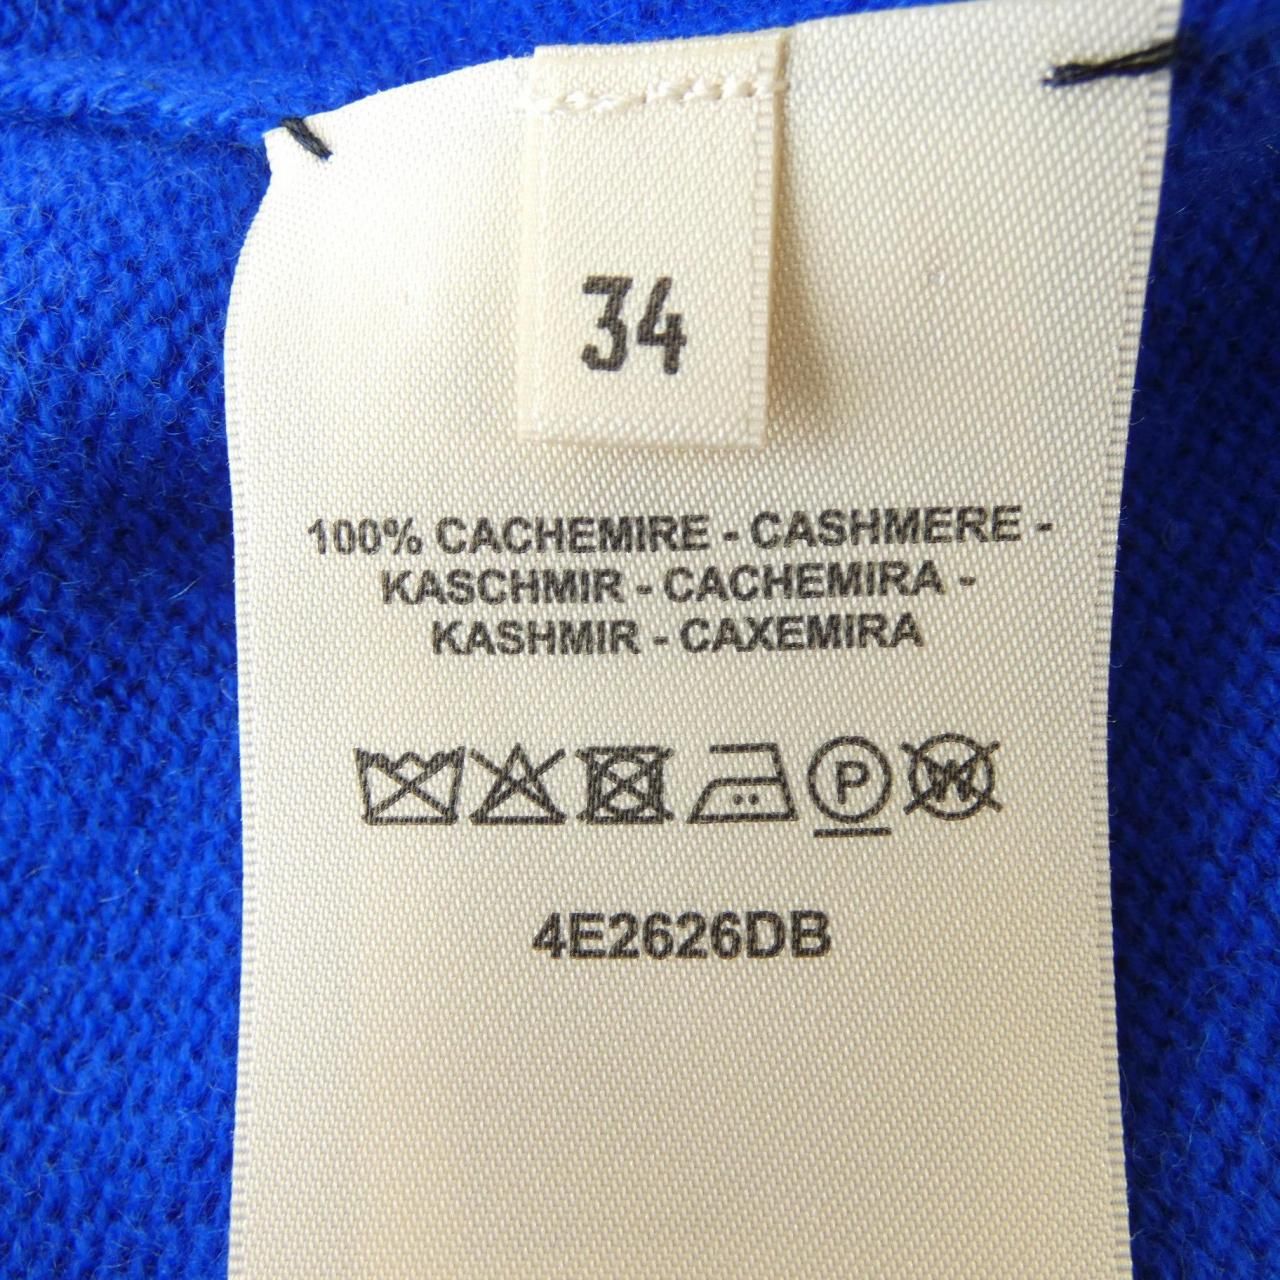 34
100% CACHEMIRE - CASHMERE -
KASCHMIR - CACHEMIRA -
KASHMIR - CAXEMIRA
P W
4E2626DB